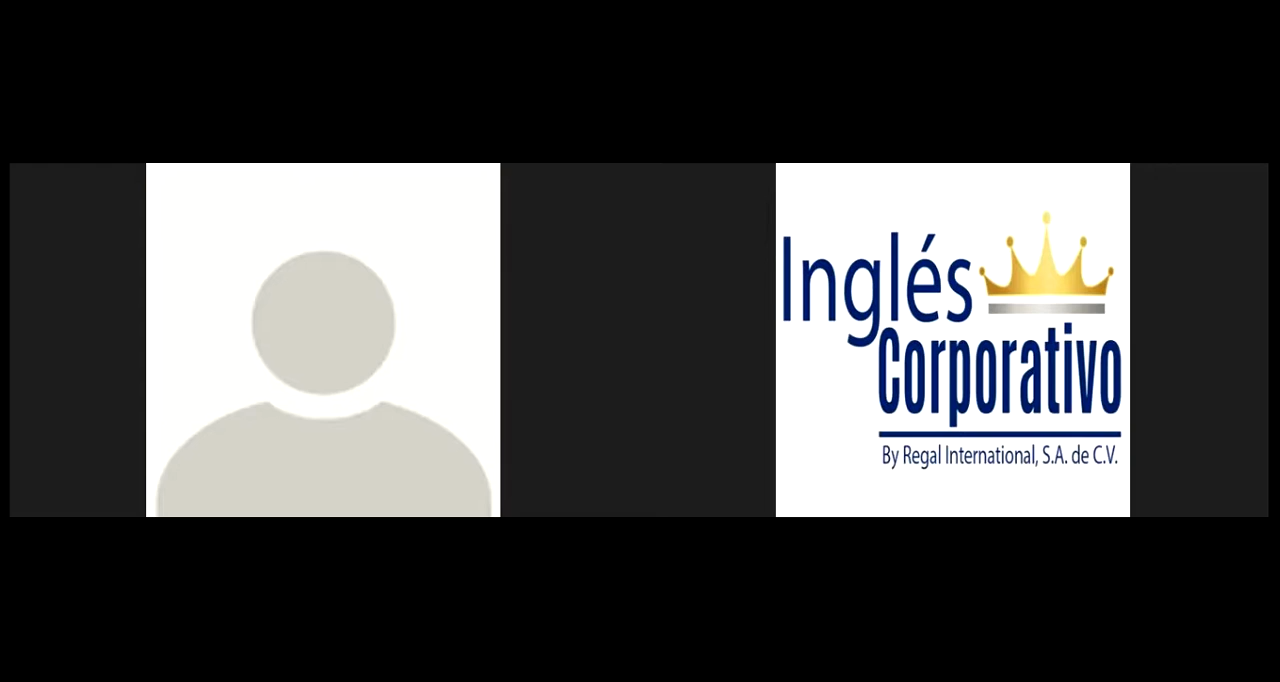 Inglés
Corporativo
By Regal International, S.A. de C.V.